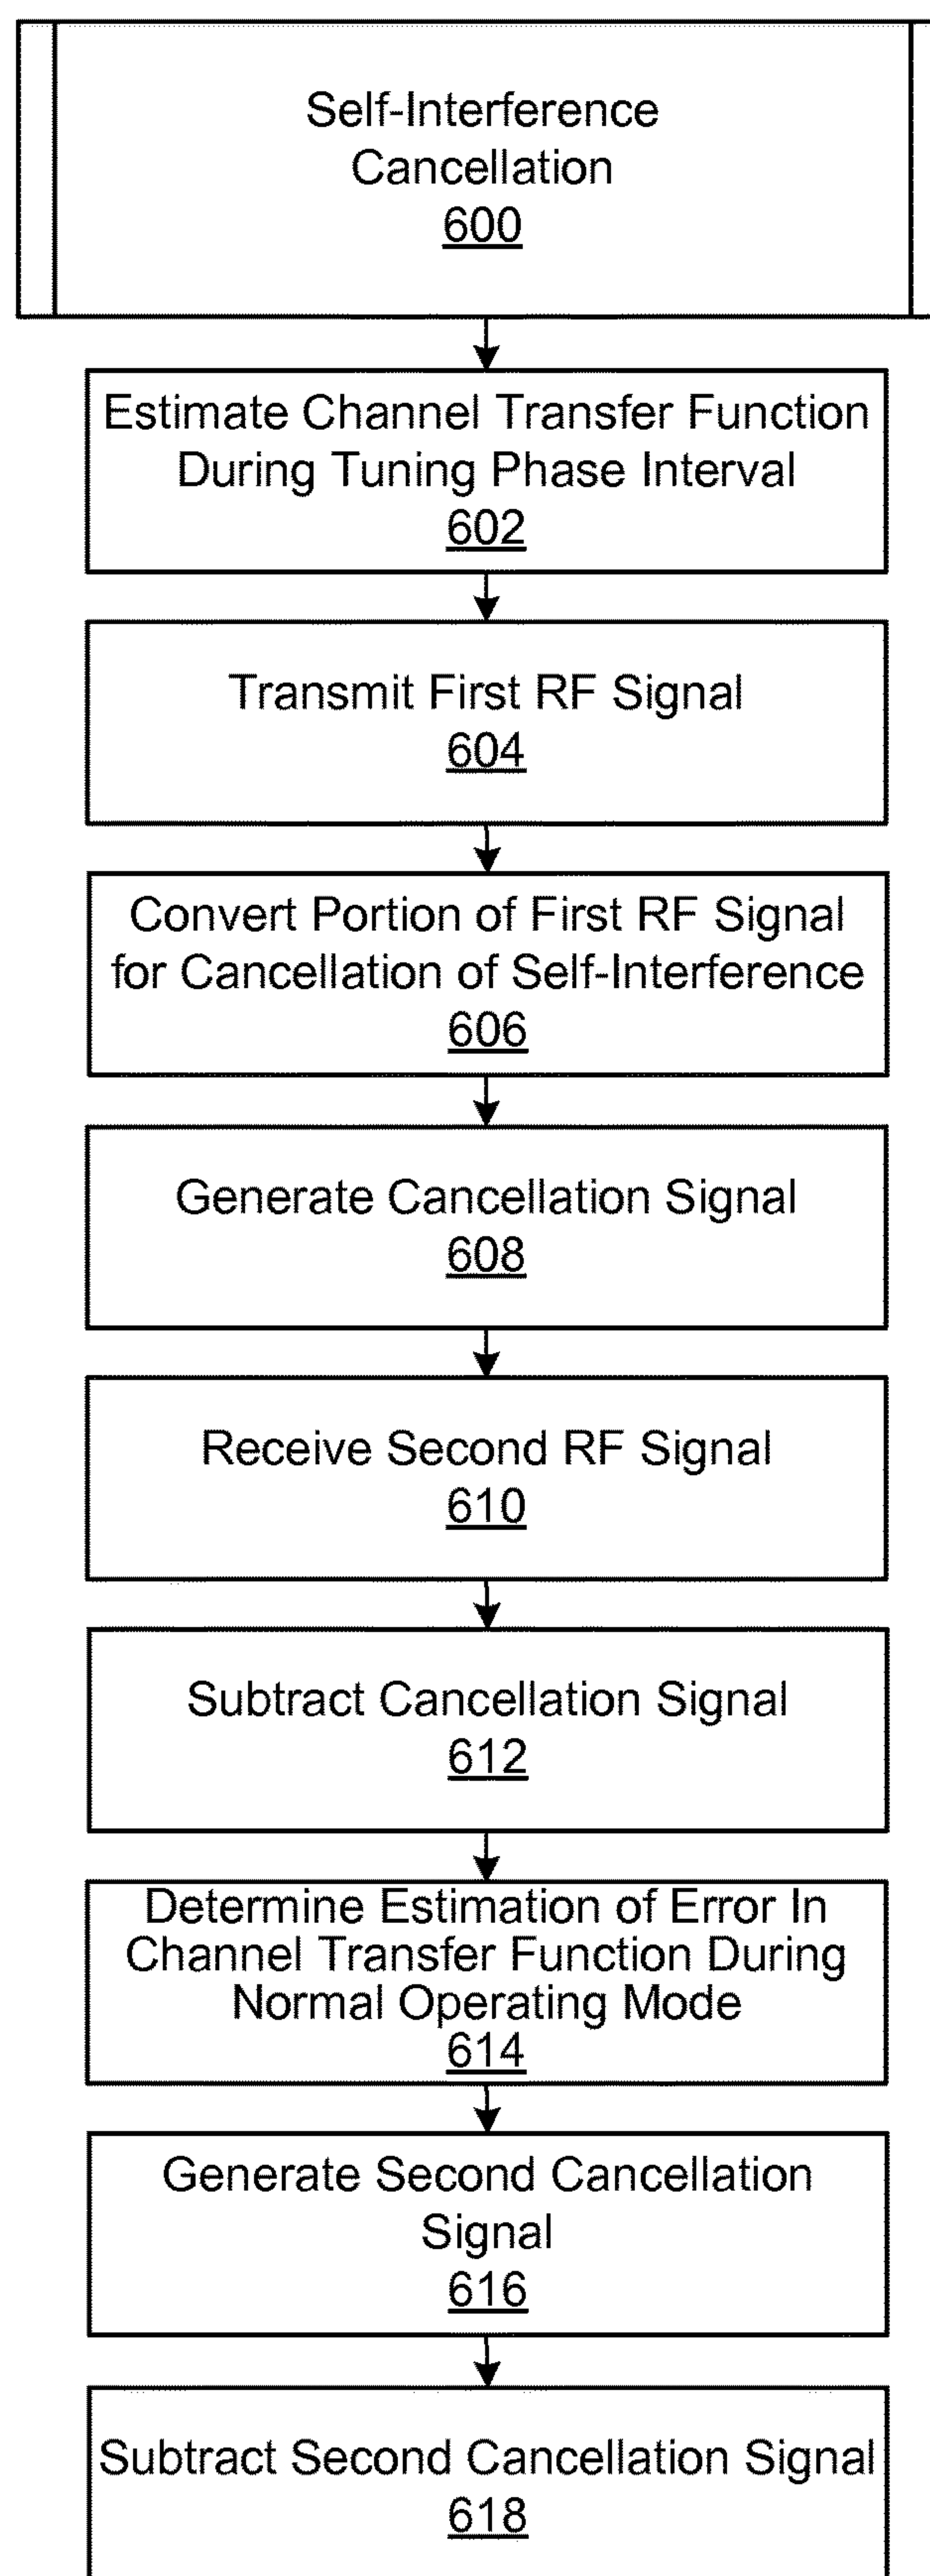 Self-Interference
Cancellation
600
Estimate Channel Transfer Function
During Tuning Phase Interval
602
Transmit First RF Signal
604
Convert Portion of First RF Signal
for Cancellation of Self-Interference
606
Generate Cancellation Signal
608
Receive Second RF Signal
610
Subtract Cancellation Signal
612
Determine Estimation of Error In
Channel Transfer Function During
Normal Operating Mode
614
Generate Second Cancellation
Signal
616
Subtract Second Cancellation Signal
618